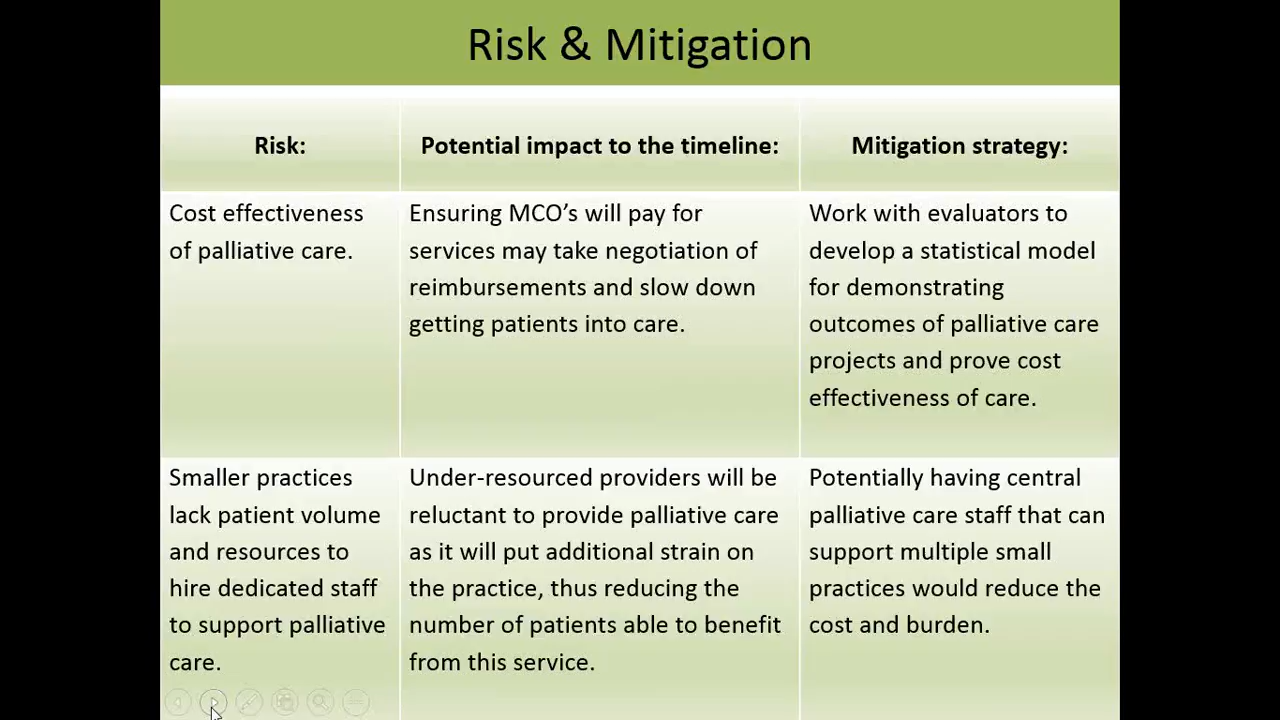 Risk & Mitigation
Risk:
Potential impact to the timeline:
Mitigation strategy:
Cost effectiveness
of palliative care.
Ensuring MCO’s will pay for
services may take negotiation of
reimbursements and slow down
getting patients into care.
Work with evaluators to
develop a statistical model
for demonstrating
outcomes of palliative care
projects and prove cost
effectiveness of care.
Smaller practices
lack patient volume
and resources to
hire dedicated staff
to support palliative
care.
Under-resourced providers will be
reluctant to provide palliative care
as it will put additional strain on
the practice, thus reducing the
number of patients able to benefit
from this service.
Potentially having central
palliative care staff that can
support multiple small
practices would reduce the
cost and burden.